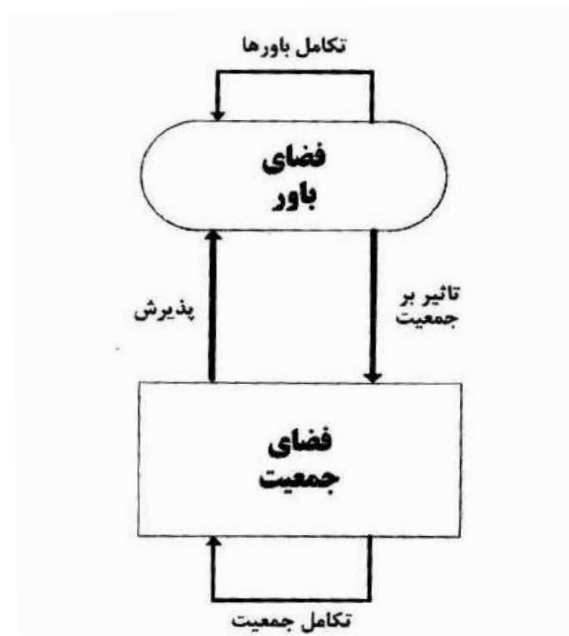 تکامل باورها
فضای
باور
پذیرش
تاثیر بر
جمعیت
فضای
جمعیت
تکامل جمعیت